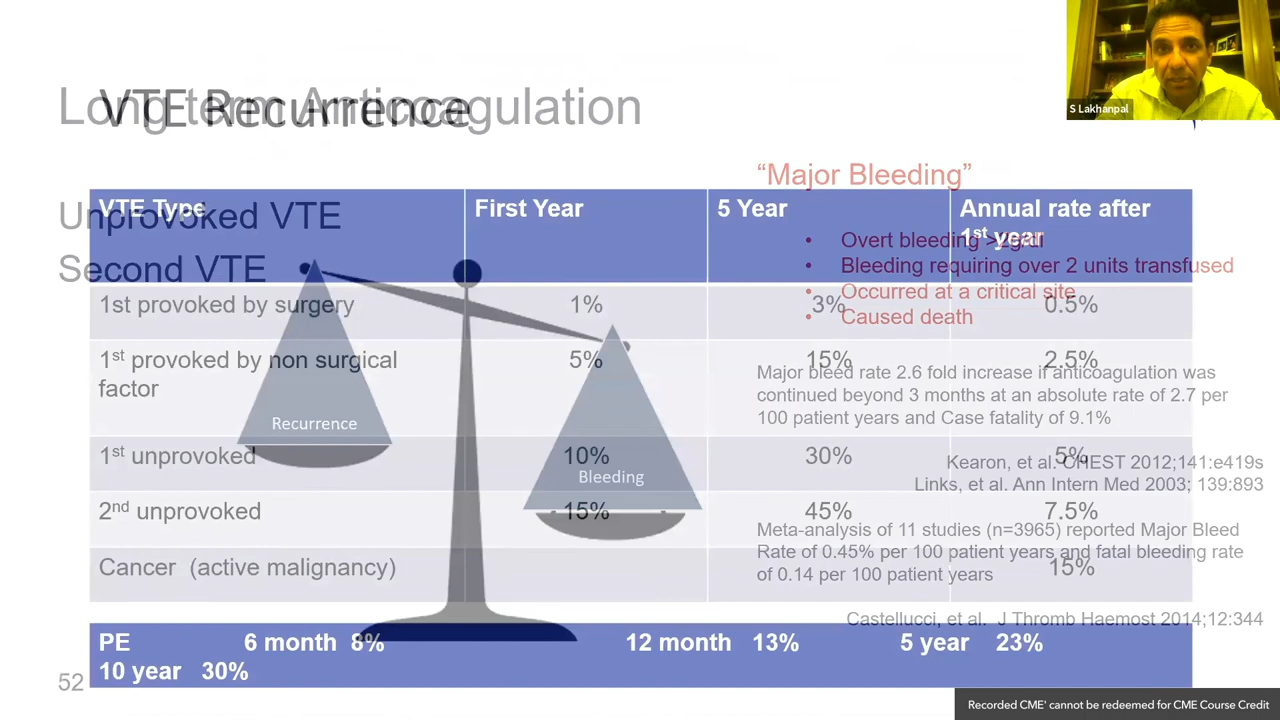 S Lakhanpal
Long term Anticoagulation
VTE Recurrence
Unprovoked VTE
Second VTE
VTE Type First Year 5 Year Annual rate after
1st year
1st provoked by surgery 1% 3% 0.5%
1st provoked by non surgical 5% 15% 2.5%
factor
1st unprovoked 10% 30% 5%
2nd unprovoked 15% 45% 7.5%
Cancer (active malignancy) 15%
PE 6 month 8% 12 month 13% 5 year 23%
10 year 30%
Recurrence
Bleeding
“Major Bleeding”
• Overt bleeding >2g/dl
• Bleeding requiring over 2 units transfused
• Occurred at a critical site
• Caused death
Major bleed rate 2.6 fold increase if anticoagulation was
continued beyond 3 months at an absolute rate of 2.7 per
100 patient years and Case fatality of 9.1%
Kearon, et al. CHEST 2012;141:e419s
Links, et al. Ann Intern Med 2003; 139:893
Meta-analysis of 11 studies (n=3965) reported Major Bleed
Rate of 0.45% per 100 patient years and fatal bleeding rate
of 0.14 per 100 patient years
Castellucci, et al. J Thromb Haemost 2014;12:344
52
Recorded CME' cannot be redeemed for CME Course Credit